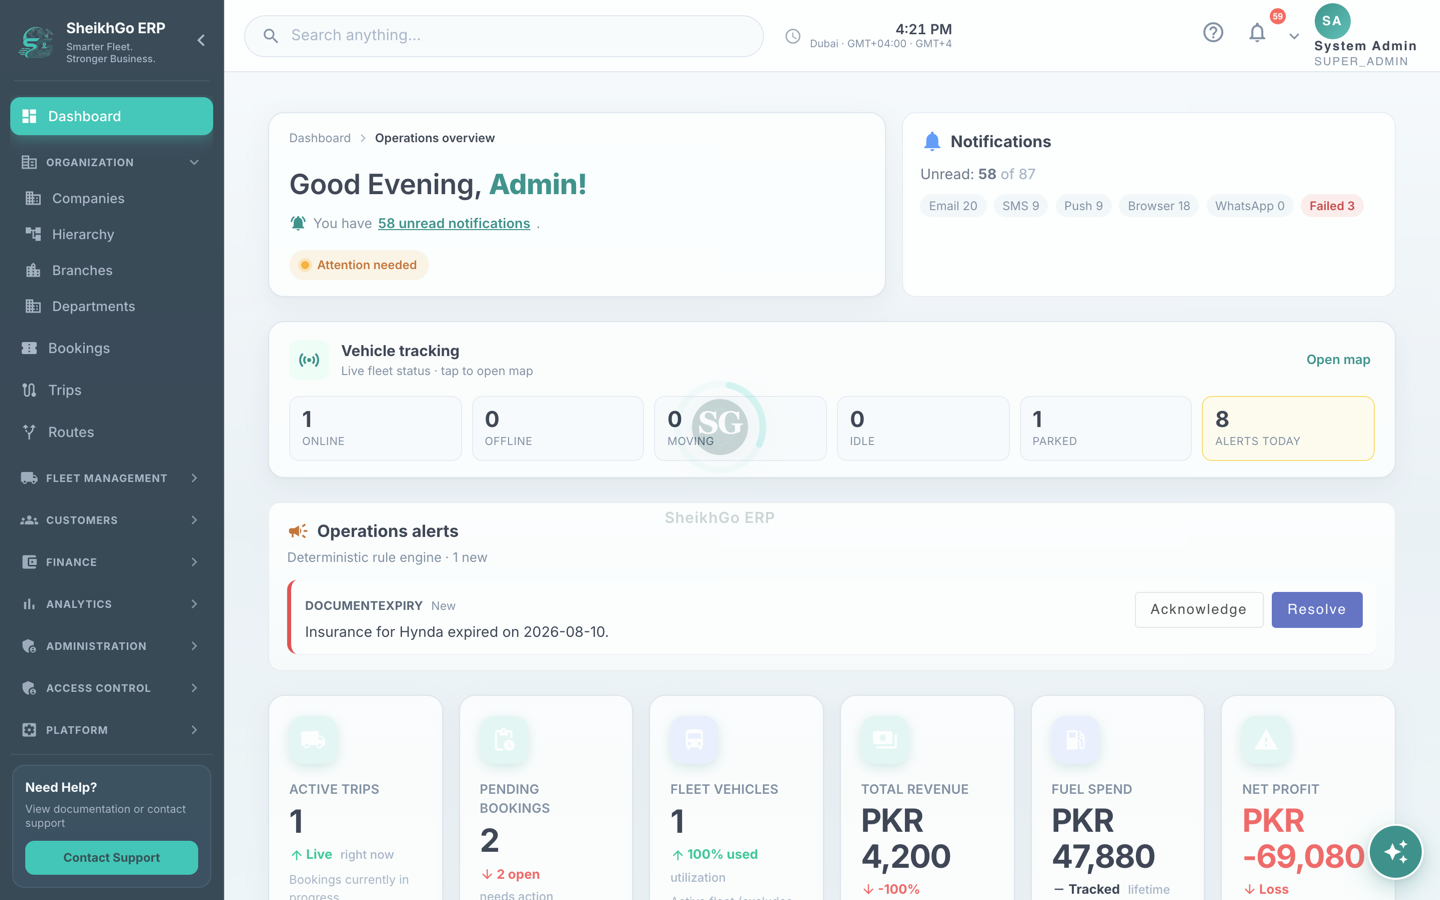 SheikhGo ERP
Smarter Fleet.
Stronger Business.
Dashboard
ORGANIZATION
Companies
Hierarchy
Branches
Departments
Bookings
Trips
Routes
FLEET MANAGEMENT
CUSTOMERS
FINANCE
ANALYTICS
ADMINISTRATION
ACCESS CONTROL
PLATFORM
Need Help?
View documentation or contact
support
Contact Support
Search anything...
4:21 PM
Dubai · GMT+04:00 · GMT+4
59
SA
System Admin
SUPER_ADMIN
Dashboard > Operations overview
Good Evening, Admin!
You have 58 unread notifications .
Attention needed
Notifications
Unread: 58 of 87
Email 20 SMS 9 Push 9 Browser 18 WhatsApp 0 Failed 3
Vehicle tracking
Live fleet status · tap to open map
Open map
1
ONLINE
0
OFFLINE
0
MOVING
SG
0
IDLE
1
PARKED
8
ALERTS TODAY
SheikhGo ERP
Operations alerts
Deterministic rule engine · 1 new
DOCUMENTEXPIRY New
Insurance for Hynda expired on 2026-08-10.
Acknowledge
Resolve
ACTIVE TRIPS
1
↑ Live right now
Bookings currently in
progress
PENDING
BOOKINGS
2
↓ 2 open
needs action
FLEET VEHICLES
1
↑ 100% used
utilization
Active fleet (excludes
TOTAL REVENUE
PKR
4,200
↓ -100%
FUEL SPEND
PKR
47,880
— Tracked lifetime
NET PROFIT
PKR
-69,080
↓ Loss